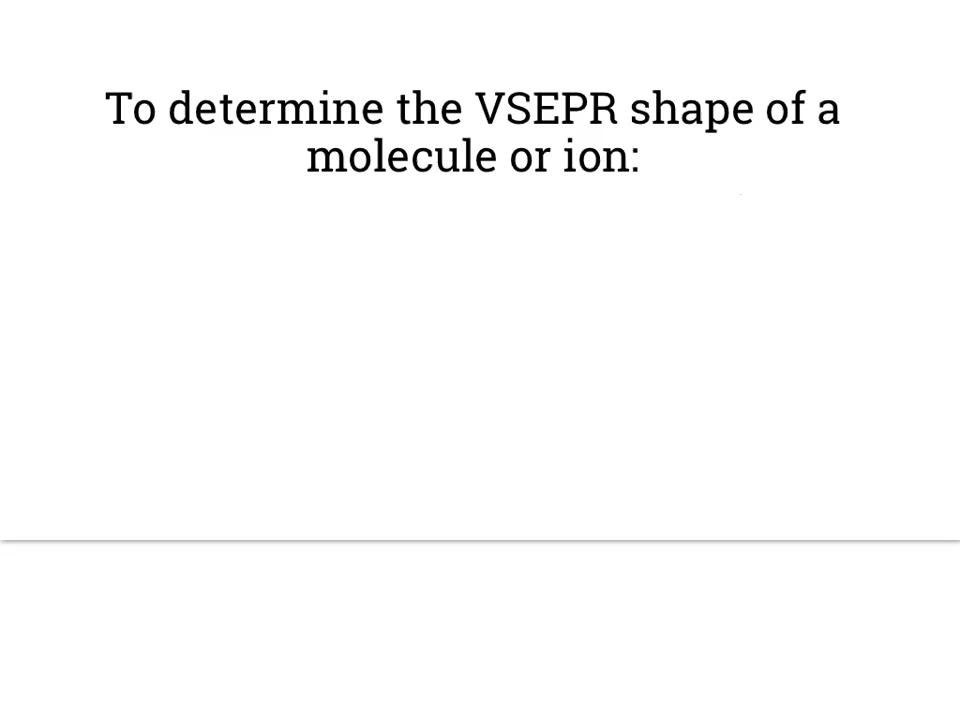 To determine the VSEPR shape of a
molecule or ion: